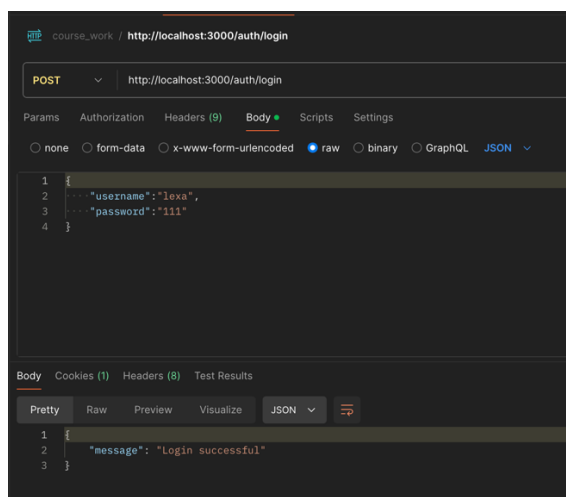 HTTP course_work / http://localhost:3000/auth/login
POST http://localhost:3000/auth/login
Params Authorization Headers (9) Body Scripts Settings
none form-data x-www-form-urlencoded raw binary GraphQL JSON
1 {
2 ····"username":"lexa",
3 ····"password":"111"
4 }
Body Cookies (1) Headers (8) Test Results
Pretty Raw Preview Visualize JSON
1 {
2 "message": "Login successful"
3 }